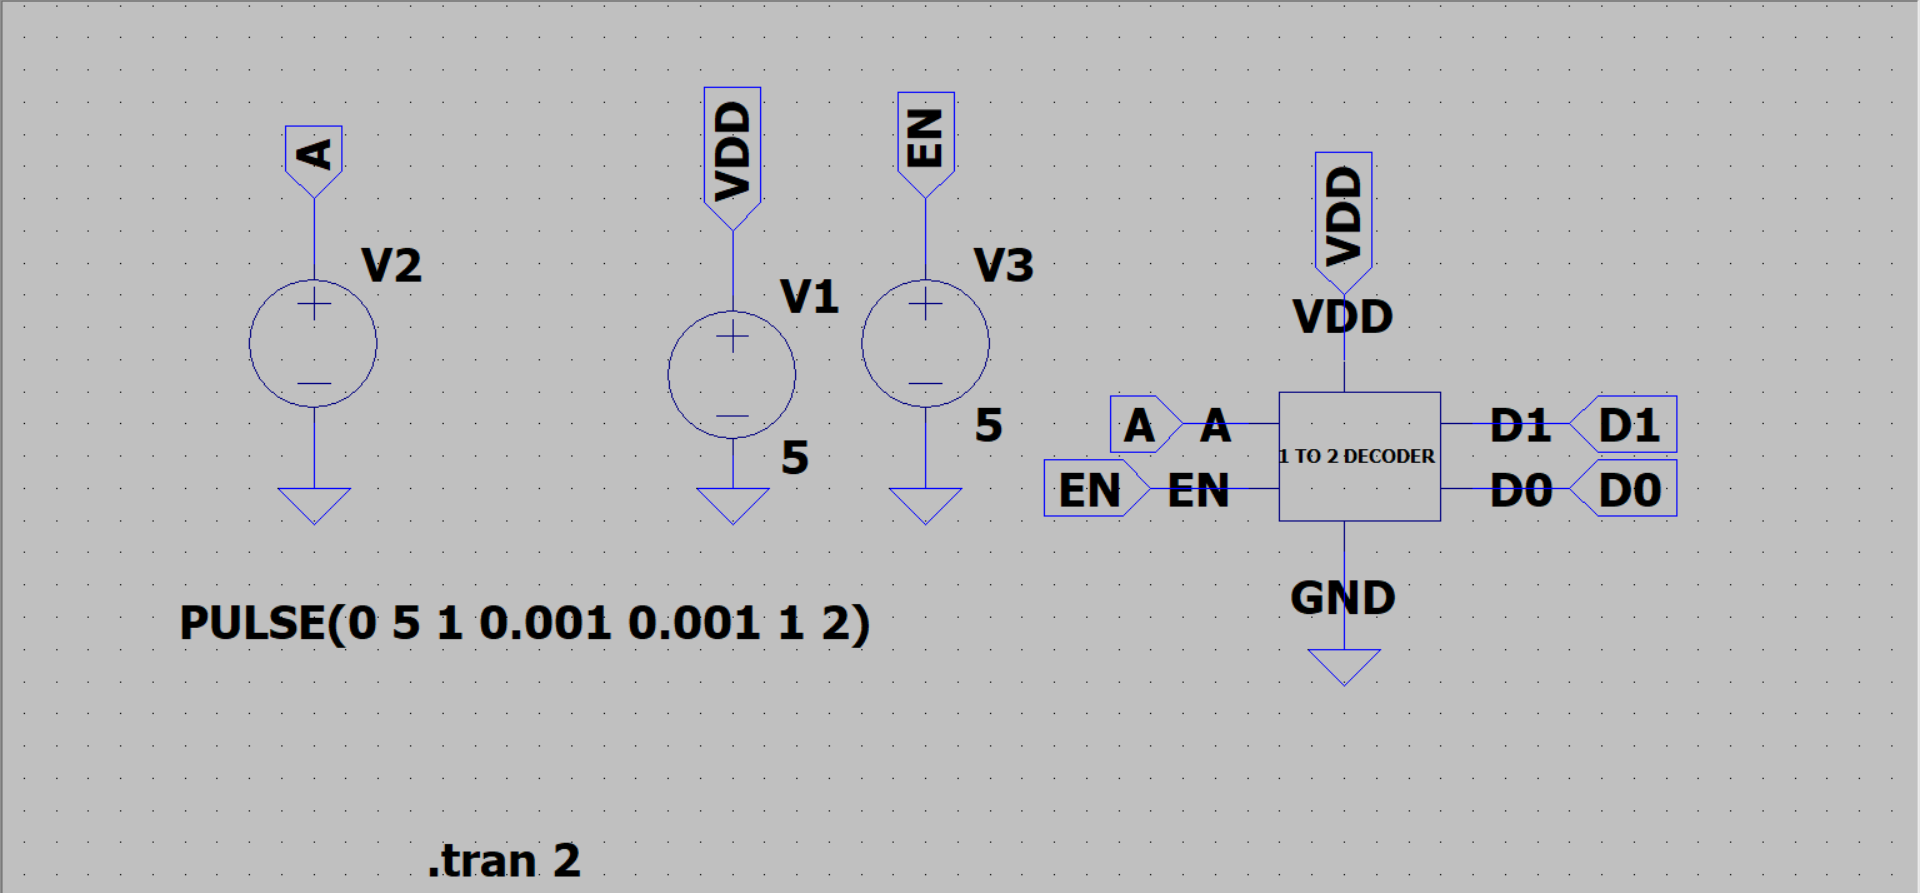 A
VDD
EN
VDD
V2
V1
V3
VDD
5
5
A A
D1 D1
1 TO 2 DECODER
EN EN
D0 D0
GND
PULSE(0 5 1 0.001 0.001 1 2)
.tran 2